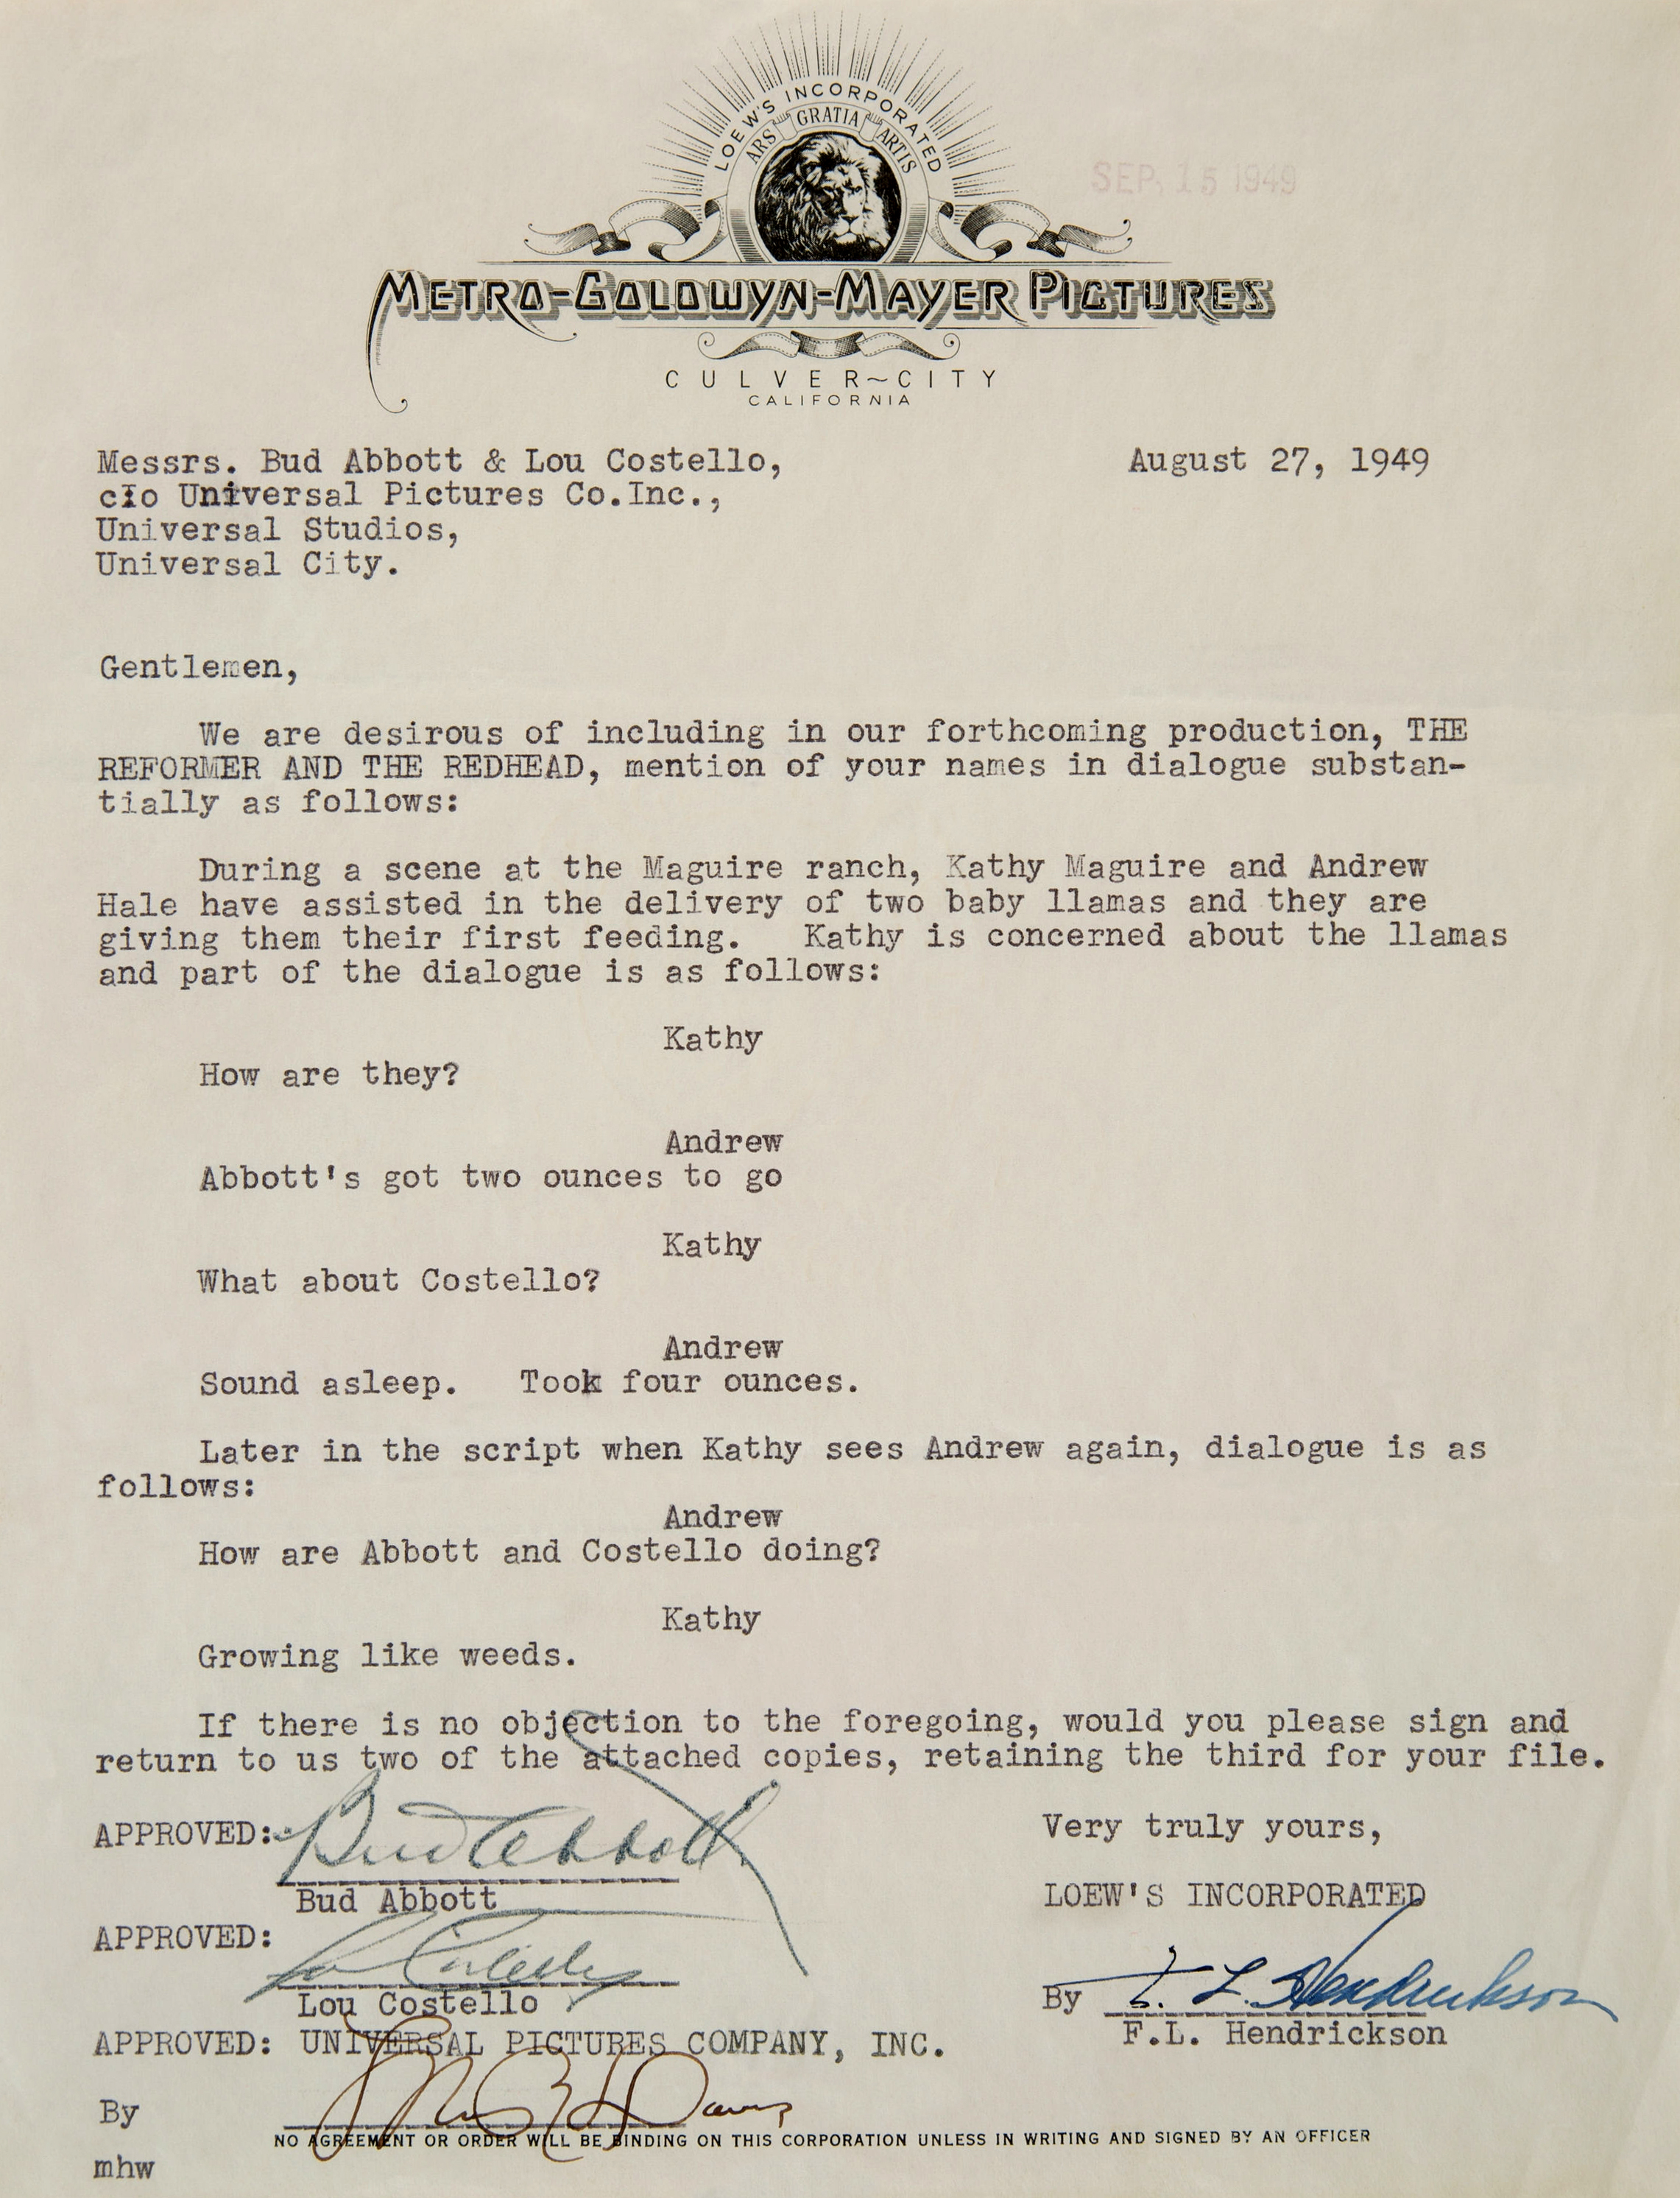 LOEW'S INCORPORATED
ARS GRATIA ARTIS
SEP. 15 1949
METRO-GOLDWYN-MAYER PICTURES
CULVER~CITY
CALIFORNIA
Messrs. Bud Abbott & Lou Costello, August 27, 1949
c/o Universal Pictures Co.Inc.,
Universal Studios,
Universal City.
Gentlemen,
We are desirous of including in our forthcoming production, THE
REFORMER AND THE REDHEAD, mention of your names in dialogue substan-
tially as follows:
During a scene at the Maguire ranch, Kathy Maguire and Andrew
Hale have assisted in the delivery of two baby llamas and they are
giving them their first feeding. Kathy is concerned about the llamas
and part of the dialogue is as follows:
Kathy
How are they?
Andrew
Abbott's got two ounces to go
Kathy
What about Costello?
Andrew
Sound asleep. Took four ounces.
Later in the script when Kathy sees Andrew again, dialogue is as
follows:
Andrew
How are Abbott and Costello doing?
Kathy
Growing like weeds.
If there is no objection to the foregoing, would you please sign and
return to us two of the attached copies, retaining the third for your file.
APPROVED: Bud Abbott Very truly yours,
Bud Abbott LOEW'S INCORPORATED
APPROVED: Lou Costello
Lou Costello By F. L. Hendrickson
APPROVED: UNIVERSAL PICTURES COMPANY, INC. F.L. Hendrickson
By
NO AGREEMENT OR ORDER WILL BE BINDING ON THIS CORPORATION UNLESS IN WRITING AND SIGNED BY AN OFFICER
mhw